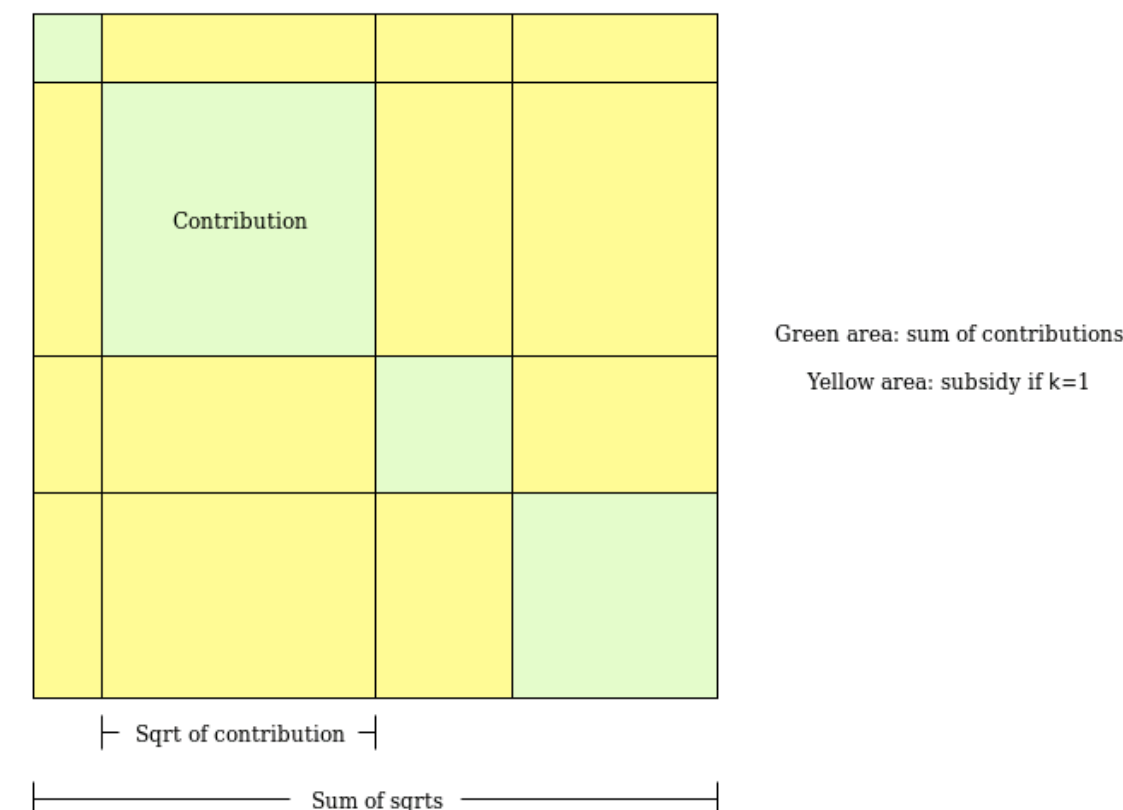 Contribution
Green area: sum of contributions
Yellow area: subsidy if k=1
Sqrt of contribution
Sum of sqrts